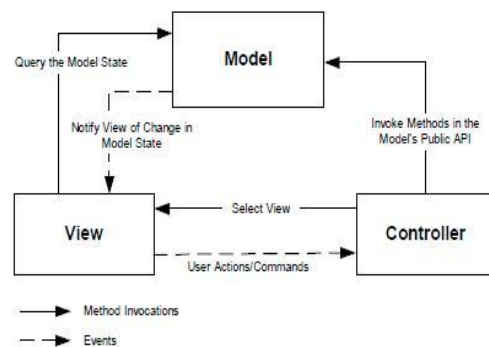 Query the Model State
Model
Notify View of Change in
Model State
Invoke Methods in the
Model's Public API
View
Select View
Controller
User Actions/Commands
Method Invocations
Events